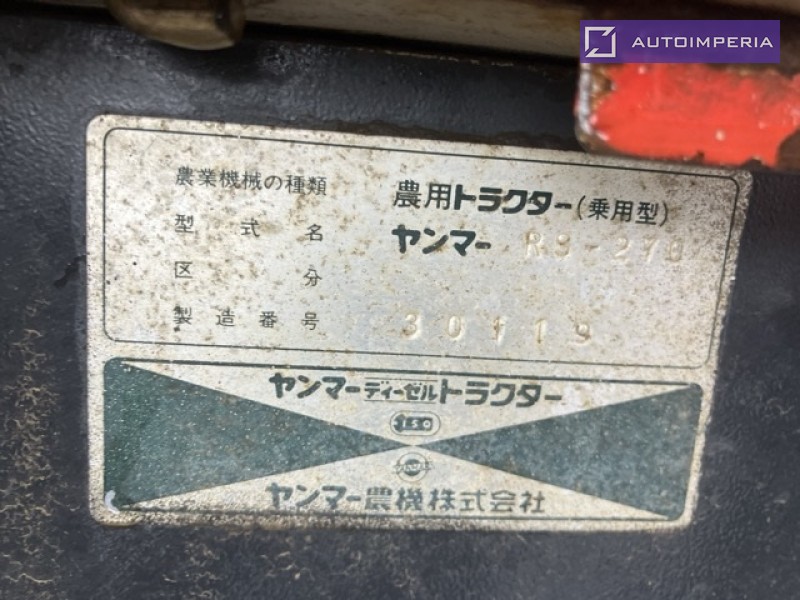 AUTOIMPERIA
農業機械の種類 農用トラクター(乗用型)
型式名 ヤンマー RS-270
区分
製造番号 30119
ヤンマーディーゼルトラクター
ヤンマー農機株式会社